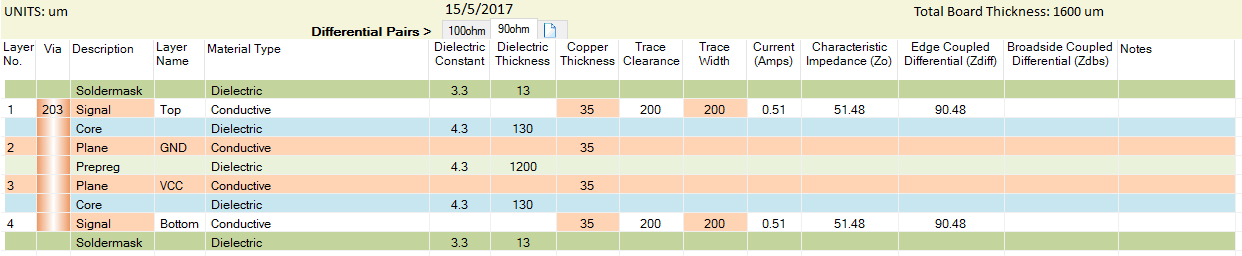 UNITS: um 15/5/2017 Total Board Thickness: 1600 um
Differential Pairs > 100ohm 90ohm
Layer No. Via Description Layer Name Material Type Dielectric Constant Dielectric Thickness Copper Thickness Trace Clearance Trace Width Current (Amps) Characteristic Impedance (Zo) Edge Coupled Differential (Zdiff) Broadside Coupled Differential (Zdbs) Notes
Soldermask Dielectric 3.3 13
1 203 Signal Top Conductive 35 200 200 0.51 51.48 90.48
Core Dielectric 4.3 130
2 Plane GND Conductive 35
Prepreg Dielectric 4.3 1200
3 Plane VCC Conductive 35
Core Dielectric 4.3 130
4 Signal Bottom Conductive 35 200 200 0.51 51.48 90.48
Soldermask Dielectric 3.3 13